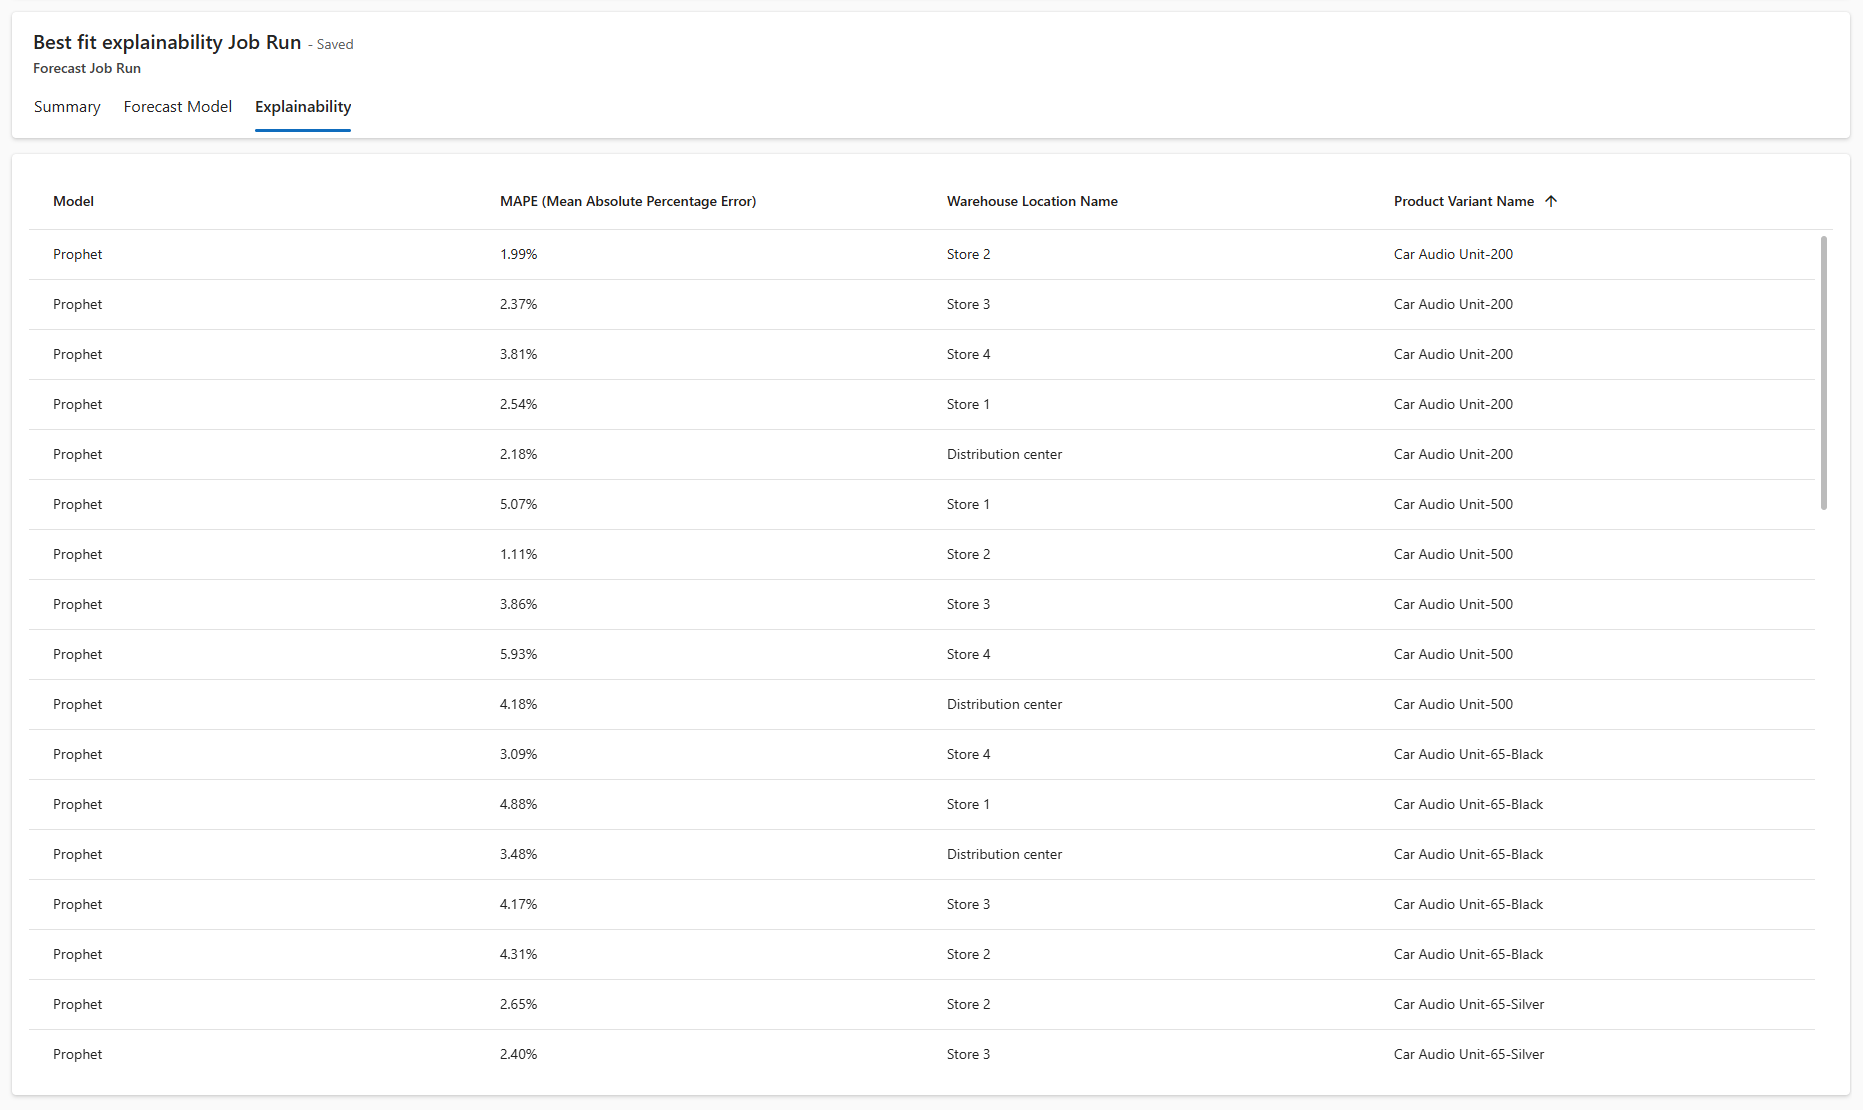 Best fit explainability Job Run - Saved
Forecast Job Run
Summary Forecast Model Explainability
Model MAPE (Mean Absolute Percentage Error) Warehouse Location Name Product Variant Name
Prophet 1.99% Store 2 Car Audio Unit-200
Prophet 2.37% Store 3 Car Audio Unit-200
Prophet 3.81% Store 4 Car Audio Unit-200
Prophet 2.54% Store 1 Car Audio Unit-200
Prophet 2.18% Distribution center Car Audio Unit-200
Prophet 5.07% Store 1 Car Audio Unit-500
Prophet 1.11% Store 2 Car Audio Unit-500
Prophet 3.86% Store 3 Car Audio Unit-500
Prophet 5.93% Store 4 Car Audio Unit-500
Prophet 4.18% Distribution center Car Audio Unit-500
Prophet 3.09% Store 4 Car Audio Unit-65-Black
Prophet 4.88% Store 1 Car Audio Unit-65-Black
Prophet 3.48% Distribution center Car Audio Unit-65-Black
Prophet 4.17% Store 3 Car Audio Unit-65-Black
Prophet 4.31% Store 2 Car Audio Unit-65-Black
Prophet 2.65% Store 2 Car Audio Unit-65-Silver
Prophet 2.40% Store 3 Car Audio Unit-65-Silver